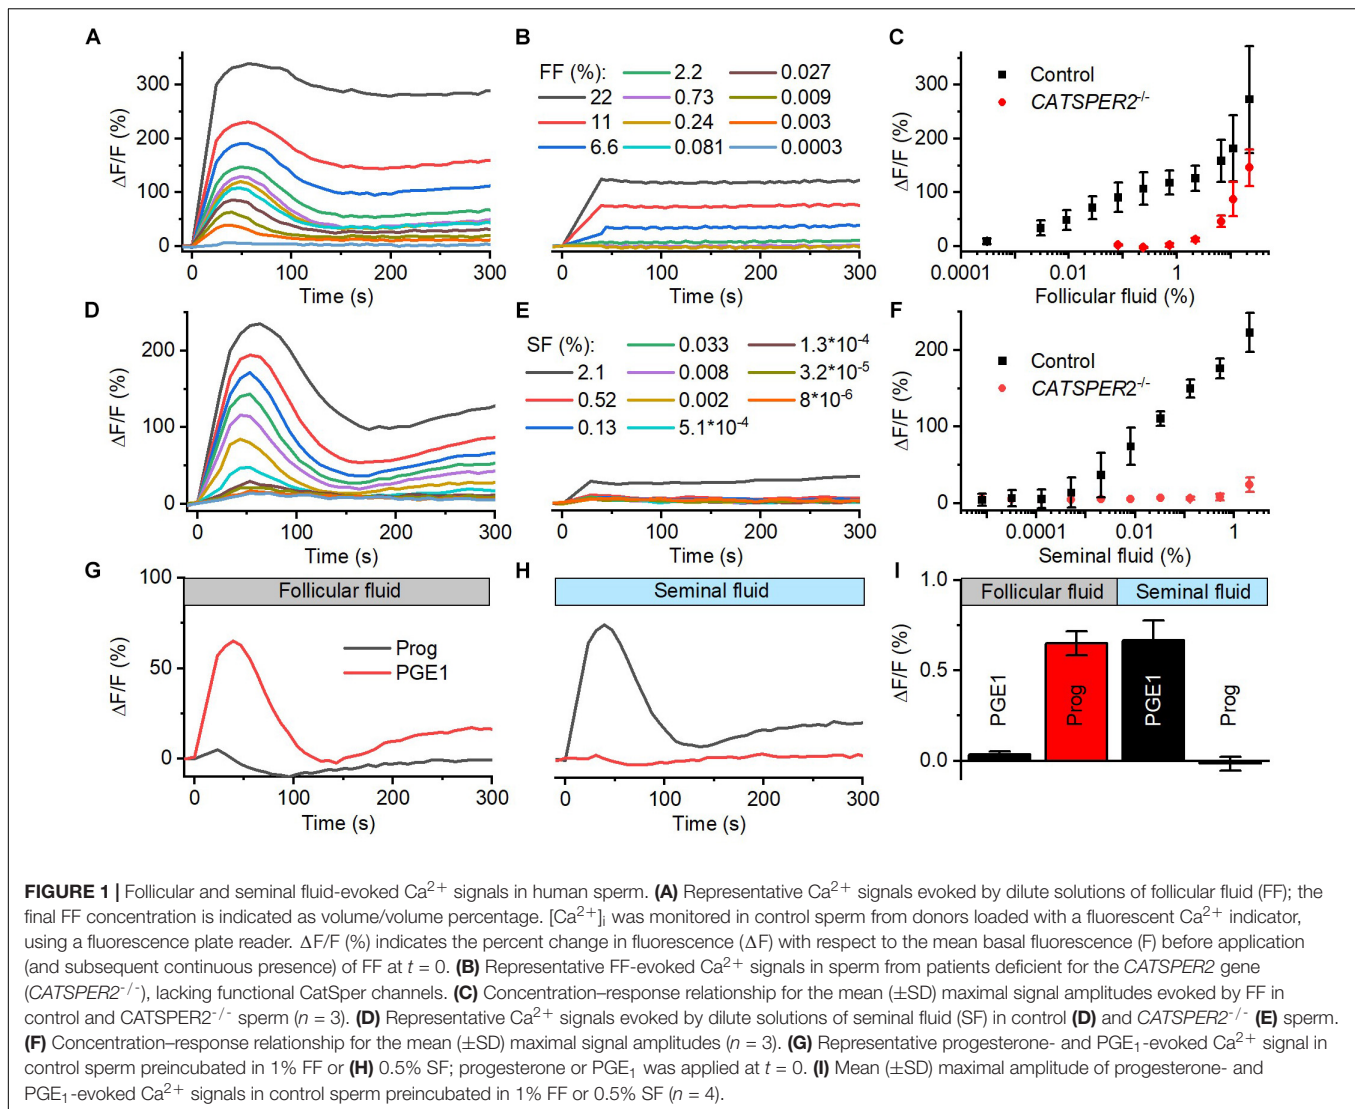 A
300
200
100
0
ΔF/F (%)
0 100 200 300
Time (s)
B
FF (%):
22
11
6.6
2.2
0.73
0.24
0.081
0.027
0.009
0.003
0.0003
0 100 200 300
Time (s)
C
Control
CATSPER2-/-
300
200
100
0
ΔF/F (%)
0.0001 0.01 1
Follicular fluid (%)
D
200
100
0
ΔF/F (%)
0 100 200 300
Time (s)
E
SF (%):
2.1
0.52
0.13
0.033
0.008
0.002
5.1*10-4
1.3*10-4
3.2*10-5
8*10-6
0 100 200 300
Time (s)
F
Control
CATSPER2-/-
200
100
0
ΔF/F (%)
0.0001 0.01 1
Seminal fluid (%)
G
Follicular fluid
100
50
0
ΔF/F (%)
Prog
PGE1
0 100 200 300
Time (s)
H
Seminal fluid
0 100 200 300
Time (s)
I
Follicular fluid Seminal fluid
1.0
0.5
0.0
ΔF/F (%)
PGE1
Prog
PGE1
Prog
FIGURE 1 | Follicular and seminal fluid-evoked Ca2+ signals in human sperm. (A) Representative Ca2+ signals evoked by dilute solutions of follicular fluid (FF); the
final FF concentration is indicated as volume/volume percentage. [Ca2+]i was monitored in control sperm from donors loaded with a fluorescent Ca2+ indicator,
using a fluorescence plate reader. ΔF/F (%) indicates the percent change in fluorescence (ΔF) with respect to the mean basal fluorescence (F) before application
(and subsequent continuous presence) of FF at t = 0. (B) Representative FF-evoked Ca2+ signals in sperm from patients deficient for the CATSPER2 gene
(CATSPER2-/-), lacking functional CatSper channels. (C) Concentration–response relationship for the mean (±SD) maximal signal amplitudes evoked by FF in
control and CATSPER2-/- sperm (n = 3). (D) Representative Ca2+ signals evoked by dilute solutions of seminal fluid (SF) in control (D) and CATSPER2-/- (E) sperm.
(F) Concentration–response relationship for the mean (±SD) maximal signal amplitudes (n = 3). (G) Representative progesterone- and PGE1-evoked Ca2+ signal in
control sperm preincubated in 1% FF or (H) 0.5% SF; progesterone or PGE1 was applied at t = 0. (I) Mean (±SD) maximal amplitude of progesterone- and
PGE1-evoked Ca2+ signals in control sperm preincubated in 1% FF or 0.5% SF (n = 4).